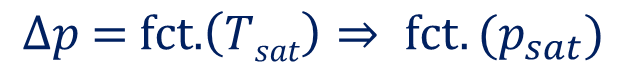 Δp = fct.(T_sat) ⇒ fct. (p_sat)